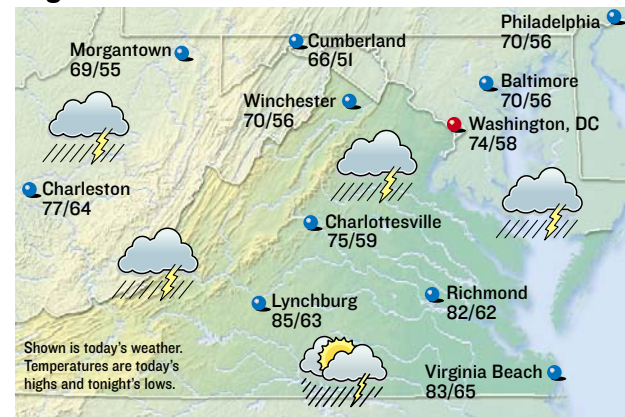 Philadelphia
70/56
Morgantown
69/55
Cumberland
66/51
Baltimore
70/56
Winchester
70/56
Washington, DC
74/58
Charleston
77/64
Charlottesville
75/59
Lynchburg
85/63
Richmond
82/62
Shown is today's weather.
Temperatures are today's
highs and tonight's lows.
Virginia Beach
83/65